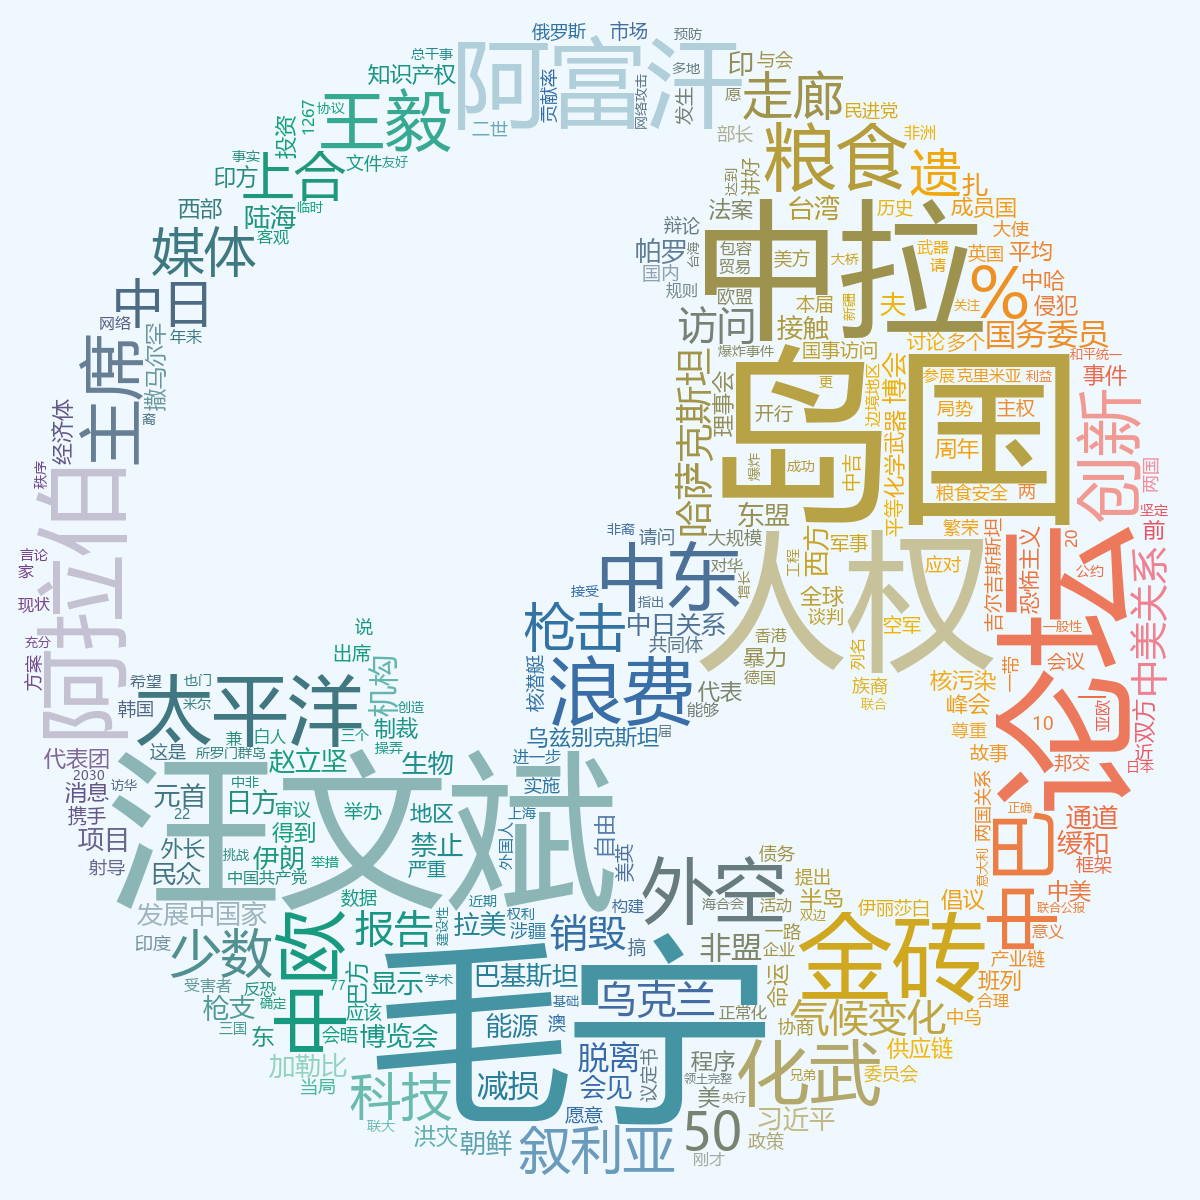 俄罗斯
市场
预防
总干事
阿富汗
印
与会
知识产权
贡献率
多地
走廊
网络攻击
发生
愿
民进党
1267
协议
王毅
二世
部长
粮食
非洲
投资
事实
上合
文件
友好
印方
达到
讲好
遗
扎
西部
陆海
临时
法案
台湾
历史
成员国
媒体
客观
辩论
中拉
大使
帕罗
台海
包容
美方
大桥
武器
请
英国
平均
国内
贸易
%
中哈
中日
规则
欧盟
本届
新疆
夫
关注
侵犯
网络
年来
访问
接触
国务委员
主席
撒马尔罕
爆炸事件
国事访问
讨论
多个
和平统一
岛国
更
边境地区
博会
参展
克里米亚
利益
事件
裔
经济体
哈萨克斯坦
理事会
开行
局势
主权
创新
周年
平等
化学武器
秩序
阿拉伯
爆炸
成功
中吉
粮食安全
两
两国
东盟
坚定
非裔
请问
大规模
繁荣
前
言论
家
中东
对华
人权
工程
西方
军事
应对
吉尔吉斯斯坦
恐怖主义
20
论坛
公约
中美关系
现状
接受
指出
增长
全球
枪击
中日关系
谈判
空军
一般性
说
充分
出席
共同体
香港
暴力
列名
会议
方案
希望
也门
机构
核潜艇
浪费
德国
族裔
核污染
一带
韩国
太平洋
米尔
创造
代表
联合
峰会
亚欧
能够
白人
三个
制裁
届
10
双方
兼
操弄
乌兹别克斯坦
尊重
近
代表团
这是
所罗门群岛
赵立坚
生物
进一步
故事
邦交
日本
2030
访华
汪文斌
中非
实施
两国关系
中巴
消息
元首
日方
审议
举办
地区
上海
正确
通道
携手
22
得到
自由
缓和
项目
外长
挑战
伊朗
举措
禁止
外国人
美英
债务
意大利
框架
射导
民众
中国共产党
严重
外空
提出
中美
数据
近期
构建
海合会
活动
半岛
伊丽莎白
倡议
联合公报
发展中国家
中欧
报告
建设性
拉美
权利
涉疆
销毁
搞
双边
一路
意义
印度
少数
毛宁
非盟
企业
金砖
产业链
受害者
反恐
77
巴方
显示
学术
巴基斯坦
命运
班列
枪支
确定
应该
基础
乌克兰
正常化
合理
三国
东
会晤
博览会
能源
澳
协商
气候变化
中乌
加勒比
脱离
议定书
程序
化武
供应链
当局
科技
减损
会见
领土完整
兄弟
委员会
美
央行
联大
愿意
50
习近平
洪灾
朝鲜
叙利亚
刚才
政策